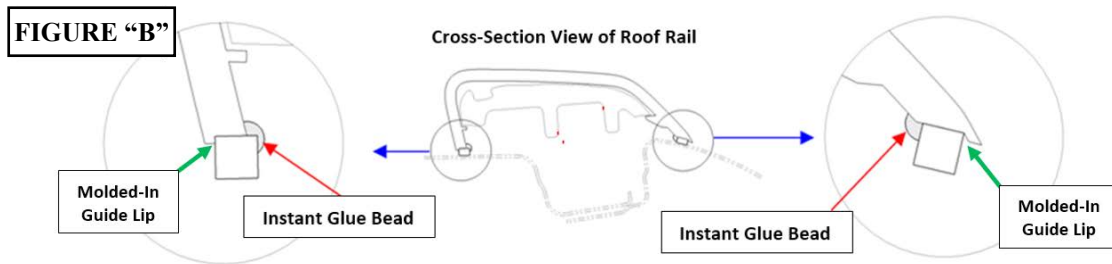 FIGURE “B”
Cross-Section View of Roof Rail
Molded-In
Guide Lip
Instant Glue Bead
Instant Glue Bead
Molded-In
Guide Lip